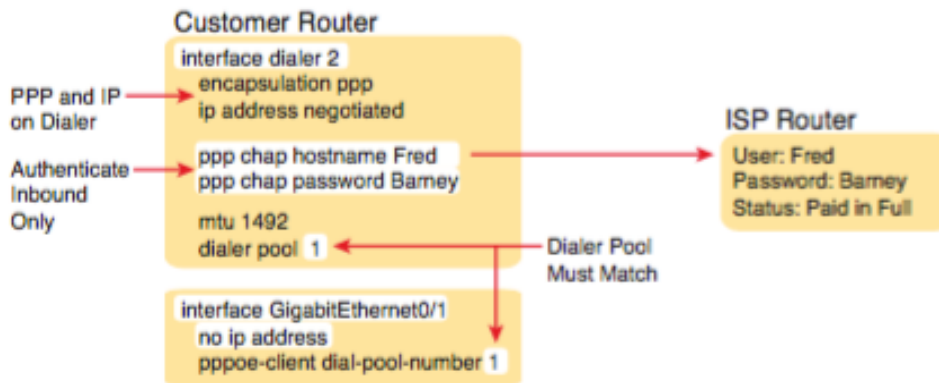 Customer Router
interface dialer 2
encapsulation ppp
ip address negotiated
PPP and IP
on Dialer
ppp chap hostname Fred
ppp chap password Barney
Authenticate
Inbound
Only
mtu 1492
dialer pool 1
Dialer Pool
Must Match
ISP Router
User: Fred
Password: Barney
Status: Paid in Full
interface GigabitEthernet0/1
no ip address
pppoe-client dial-pool-number 1